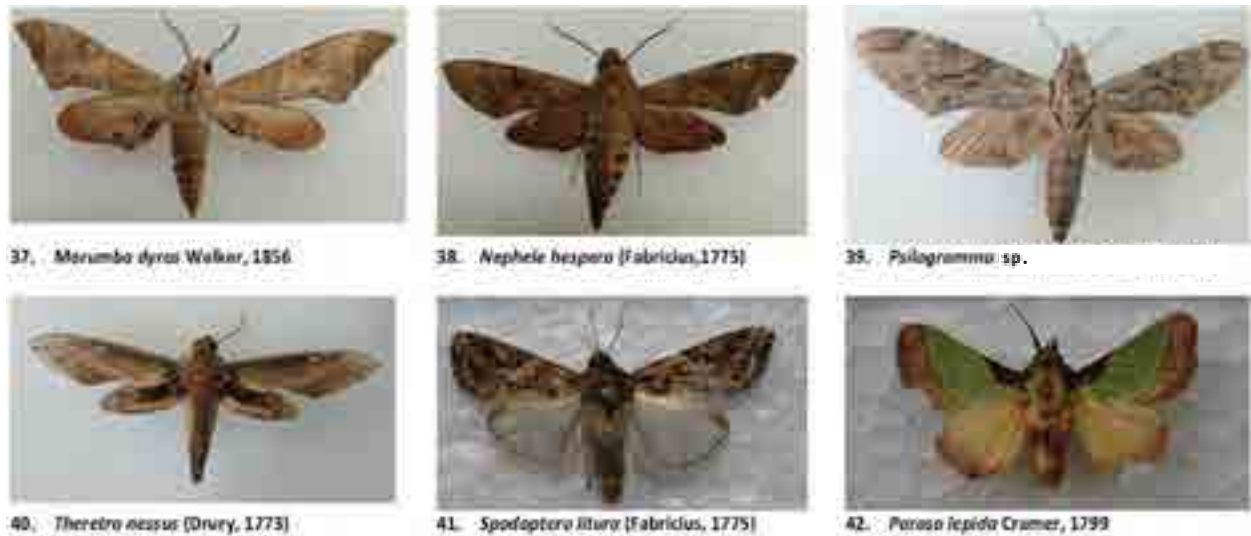 37. Marumba dyras Walker, 1856
38. Nephele hespera (Fabricius,1775)
39. Psilogramma sp.
40. Theretra nessus (Drury, 1773)
41. Spodoptera litura (Fabricius, 1775)
42. Parasa lepida Cramer, 1799